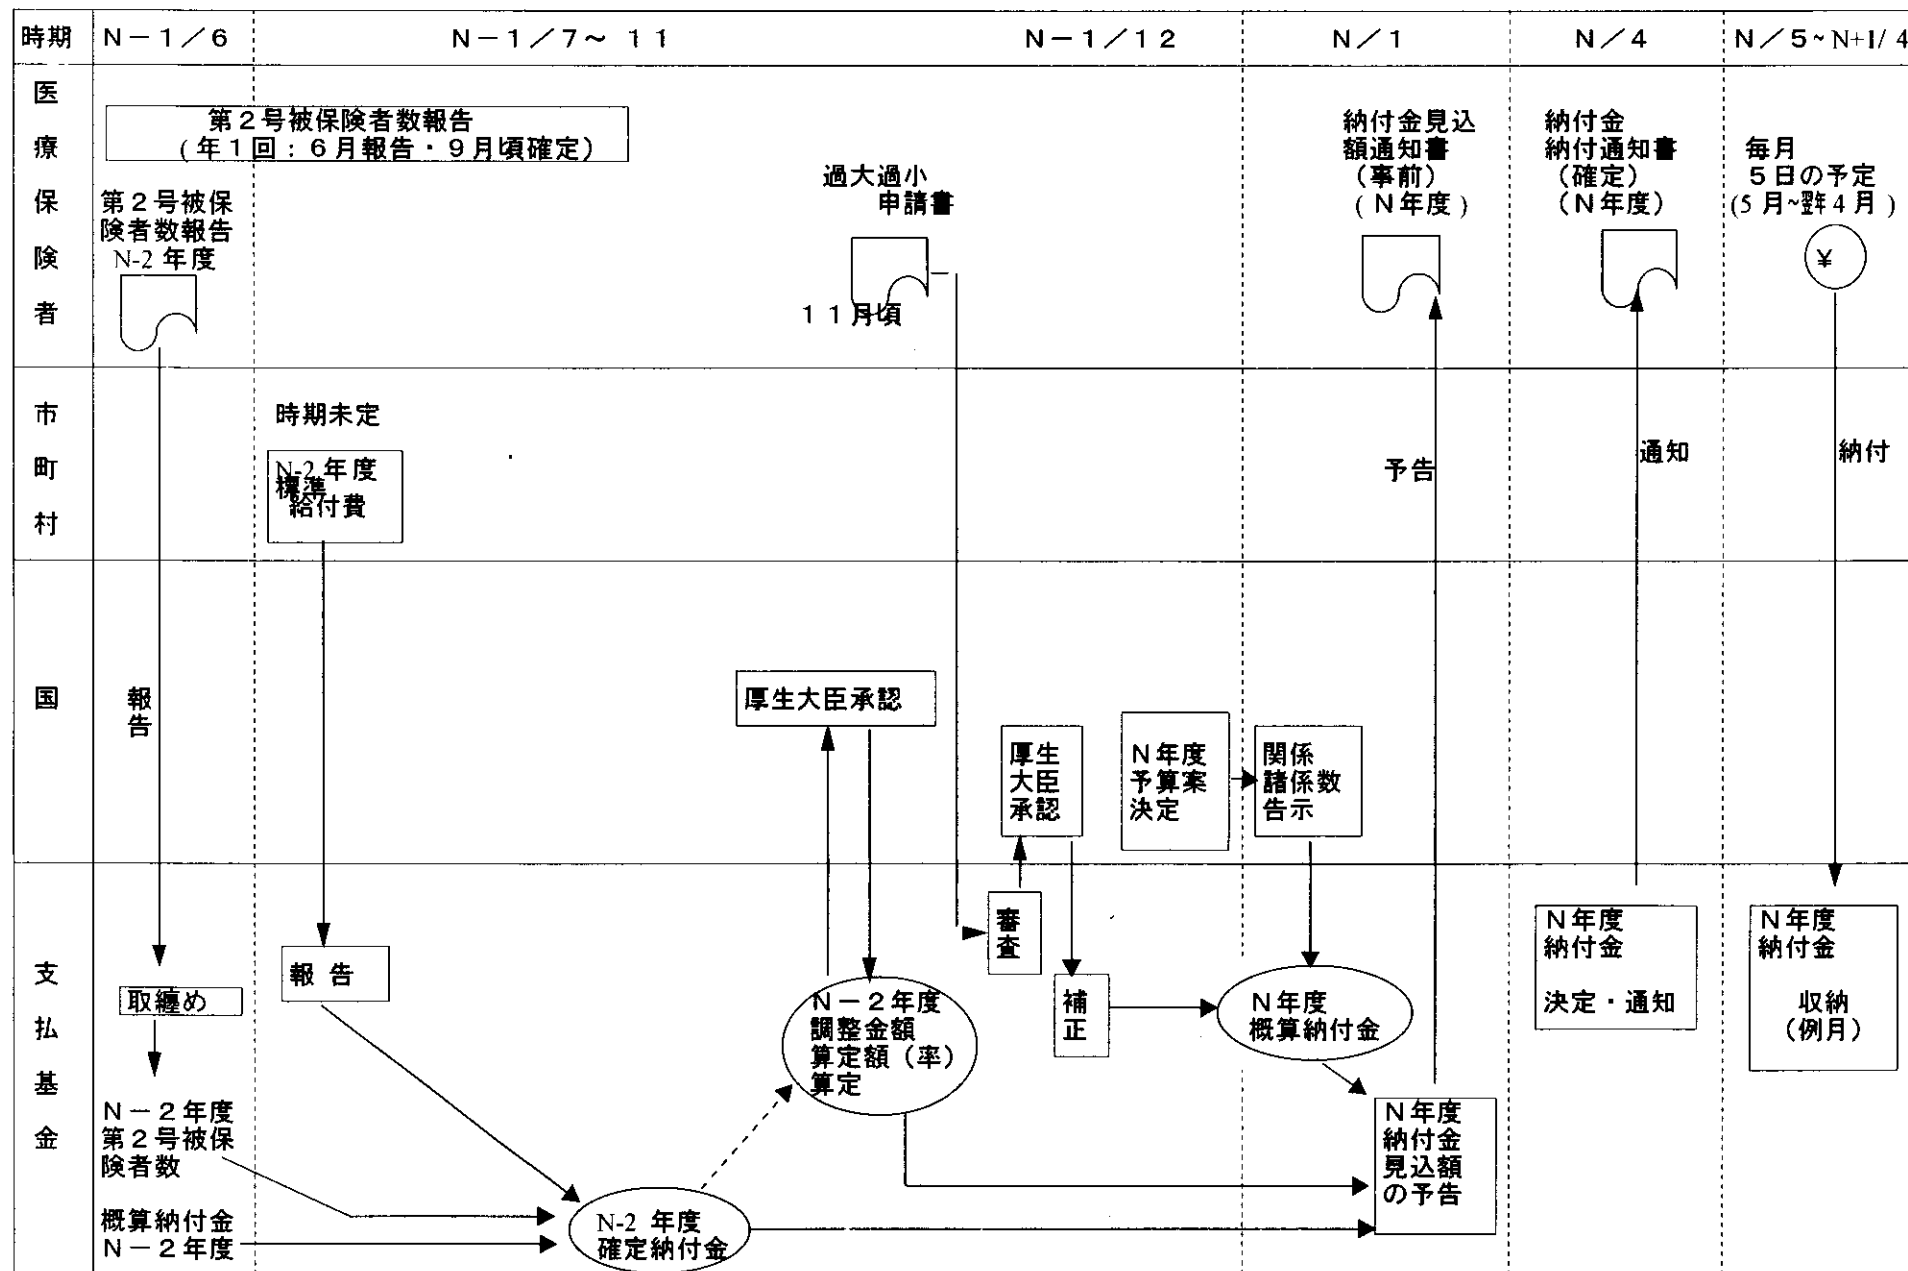 時期
N－1／6
N－1／7～11
N－1／12
N／1
N／4
N／5~N+1/4
医療保険者
第2号被保険者数報告
(年1回：6月報告・9月頃確定)
第2号被保
険者数報告
N-2 年度
過大過小
申請書
11月頃
納付金見込
額通知書
(事前)
(N年度)
納付金
納付通知書
(確定)
(N年度)
毎月
5日の予定
(5月~翌年4月)
¥
市町村
時期未定
N-2 年度
標準
給付費
予告
通知
納付
国
報告
厚生大臣承認
厚生
大臣
承認
N年度
予算案
決定
関係
諸係数
告示
支払基金
取纏め
報告
審査
補正
N－2年度
調整金額
算定額（率）
算定
N年度
概算納付金
N年度
納付金
決定・通知
N年度
納付金
収納
(例月)
N－2年度
第2号被保
険者数
概算納付金
N－2年度
N-2 年度
確定納付金
N年度
納付金
見込額
の予告